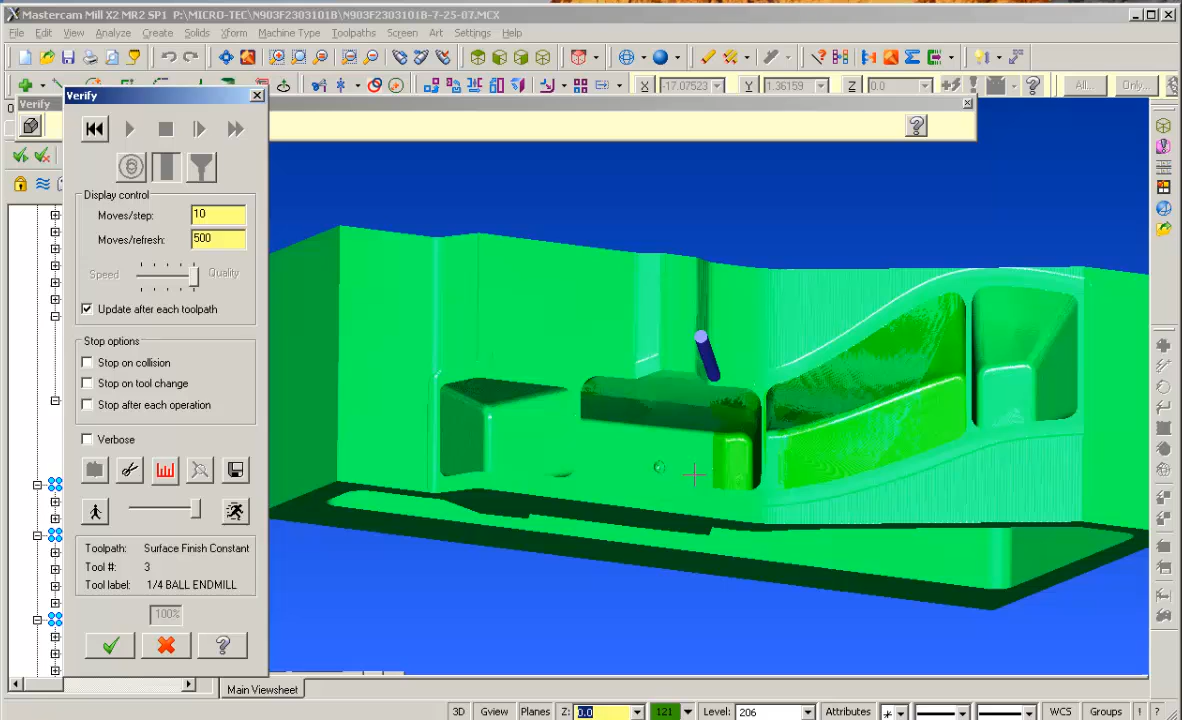 Mastercam Mill X2 MR2 SP1 P:\MICRO-TEC\N903F2303101B\N903F2303101B-7-25-07.MCX
File Edit View Analyze Create Solids Xform Machine Type Toolpaths Screen Art Settings Help
X -17.07523 Y 1.36159 Z 0.0 All... Only...
Verify
Verify
Display control
Moves/step: 10
Moves/refresh: 500
Speed Quality
Update after each toolpath
Stop options
Stop on collision
Stop on tool change
Stop after each operation
Verbose
Toolpath: Surface Finish Constant
Tool #: 3
Tool label: 1/4 BALL ENDMILL
100%
Main Viewsheet
3D Gview Planes Z: 0.0 121 Level: 206 Attributes WCS Groups ! ?